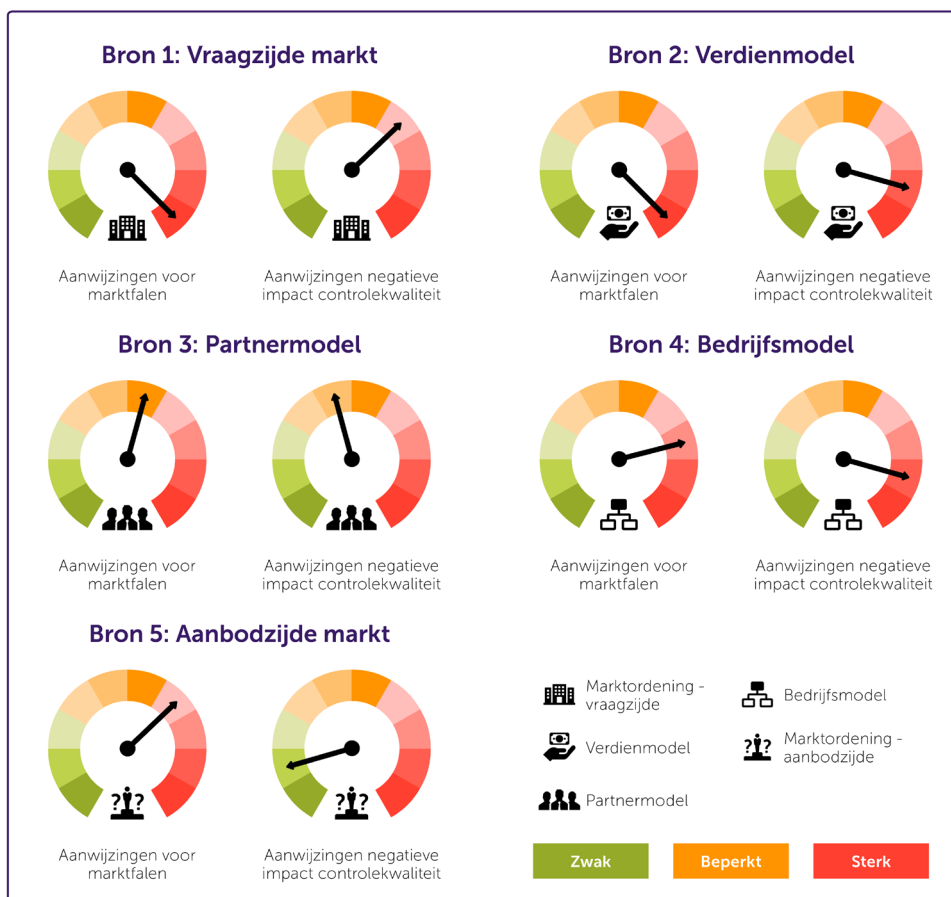 Bron 1: Vraagzijde markt
Aanwijzingen voor
marktfalen
Aanwijzingen negatieve
impact controlekwaliteit
Bron 2: Verdienmodel
Aanwijzingen voor
marktfalen
Aanwijzingen negatieve
impact controlekwaliteit
Bron 3: Partnermodel
Aanwijzingen voor
marktfalen
Aanwijzingen negatieve
impact controlekwaliteit
Bron 4: Bedrijfsmodel
Aanwijzingen voor
marktfalen
Aanwijzingen negatieve
impact controlekwaliteit
Bron 5: Aanbodzijde markt
??
??
Aanwijzingen voor
marktfalen
Aanwijzingen negatieve
impact controlekwaliteit
Marktordening -
vraagzijde
Verdienmodel
Partnermodel
Bedrijfsmodel
??
Marktordening -
aanbodzijde
Zwak
Beperkt
Sterk